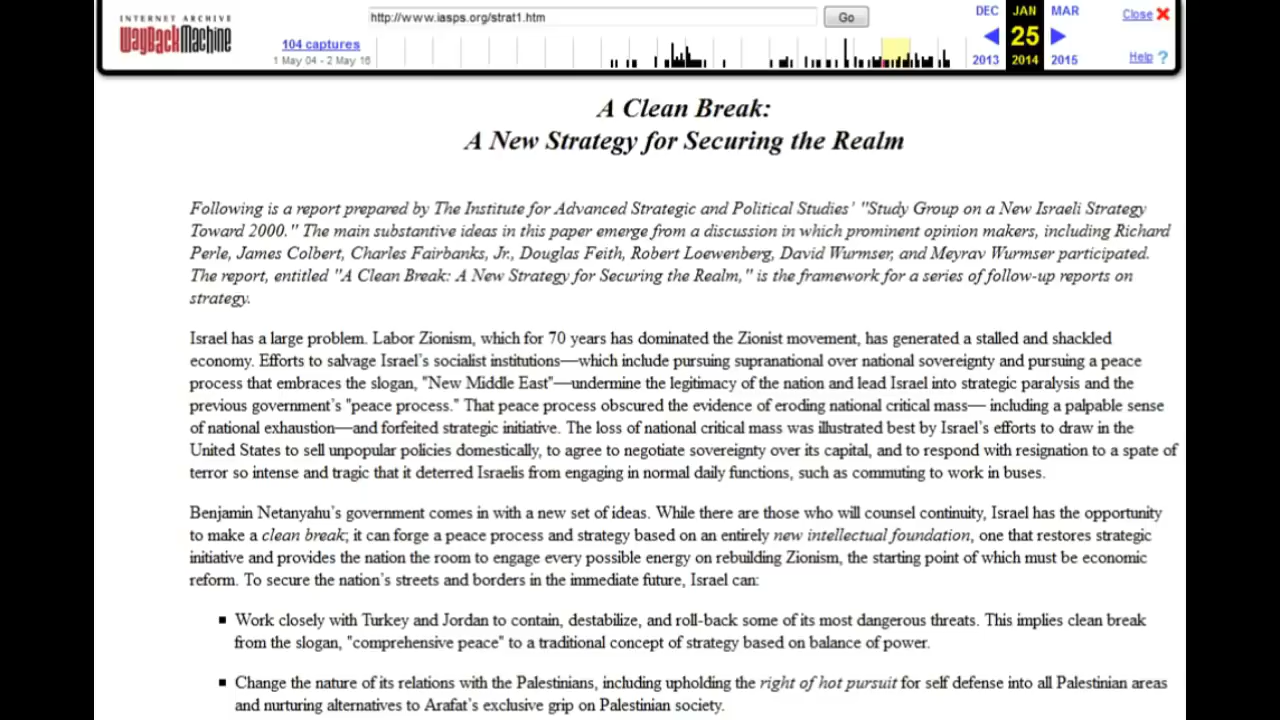 INTERNET ARCHIVE
WayBackMachine
http://www.iasps.org/strat1.htm
Go
104 captures
1 May 04 - 2 May 16
DEC JAN MAR
25
2013 2014 2015
Close
Help ?
A Clean Break:
A New Strategy for Securing the Realm
Following is a report prepared by The Institute for Advanced Strategic and Political Studies' "Study Group on a New Israeli Strategy
Toward 2000." The main substantive ideas in this paper emerge from a discussion in which prominent opinion makers, including Richard
Perle, James Colbert, Charles Fairbanks, Jr., Douglas Feith, Robert Loewenberg, David Wurmser, and Meyrav Wurmser participated.
The report, entitled "A Clean Break: A New Strategy for Securing the Realm," is the framework for a series of follow-up reports on
strategy.
Israel has a large problem. Labor Zionism, which for 70 years has dominated the Zionist movement, has generated a stalled and shackled
economy. Efforts to salvage Israel's socialist institutions—which include pursuing supranational over national sovereignty and pursuing a peace
process that embraces the slogan, "New Middle East"—undermine the legitimacy of the nation and lead Israel into strategic paralysis and the
previous government's "peace process." That peace process obscured the evidence of eroding national critical mass— including a palpable sense
of national exhaustion—and forfeited strategic initiative. The loss of national critical mass was illustrated best by Israel's efforts to draw in the
United States to sell unpopular policies domestically, to agree to negotiate sovereignty over its capital, and to respond with resignation to a spate of
terror so intense and tragic that it deterred Israelis from engaging in normal daily functions, such as commuting to work in buses.
Benjamin Netanyahu's government comes in with a new set of ideas. While there are those who will counsel continuity, Israel has the opportunity
to make a clean break; it can forge a peace process and strategy based on an entirely new intellectual foundation, one that restores strategic
initiative and provides the nation the room to engage every possible energy on rebuilding Zionism, the starting point of which must be economic
reform. To secure the nation's streets and borders in the immediate future, Israel can:
▪ Work closely with Turkey and Jordan to contain, destabilize, and roll-back some of its most dangerous threats. This implies clean break
from the slogan, "comprehensive peace" to a traditional concept of strategy based on balance of power.
▪ Change the nature of its relations with the Palestinians, including upholding the right of hot pursuit for self defense into all Palestinian areas
and nurturing alternatives to Arafat's exclusive grip on Palestinian society.